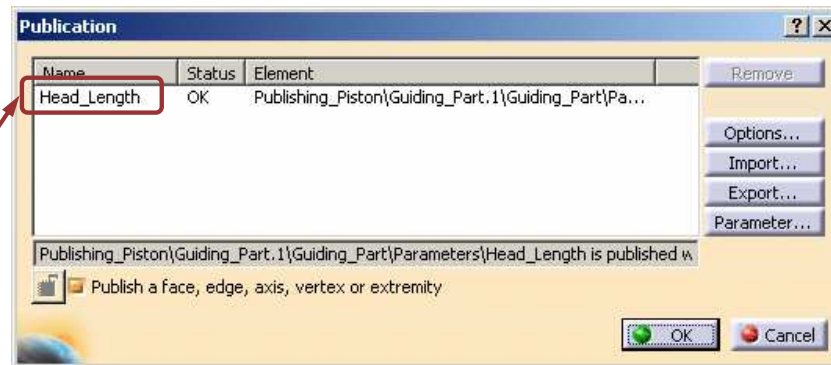 Publication
Name Status Element
Remove
Head_Length OK Publishing_Piston\Guiding_Part.1\Guiding_Part\Pa...
Options...
Import...
Export...
Parameter...
Publishing_Piston\Guiding_Part.1\Guiding_Part\Parameters\Head_Length is published w
Publish a face, edge, axis, vertex or extremity
OK Cancel